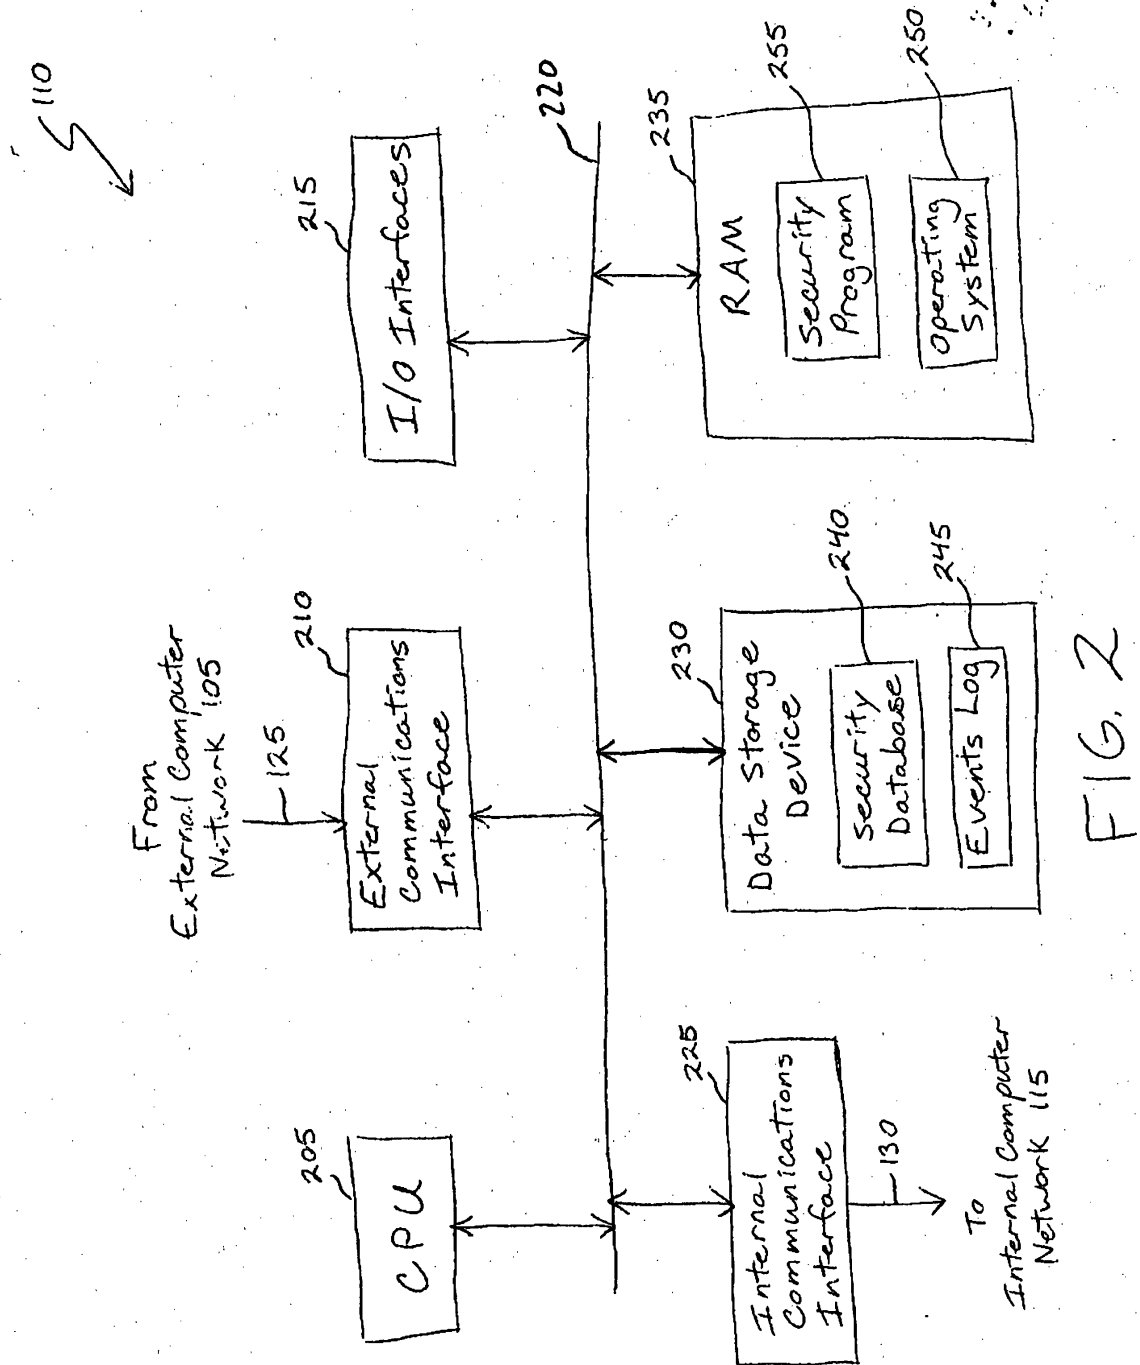 110
From
External Computer
Network 105
125
205
CPU
210
External
Communications
Interface
215
I/O Interfaces
220
225
Internal
Communications
Interface
130
To
Internal Computer
Network 115
230
Data Storage
Device
240
Security
Database
245
Events Log
235
RAM
255
Security
Program
250
Operating
System
FIG. 2